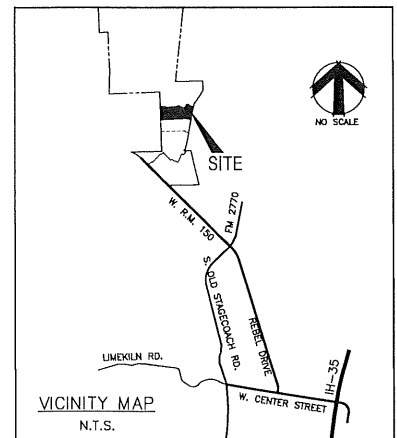 NO SCALE
SITE
FM 2770
W. R.M. 150
S. OLD STAGECOACH RD.
REBEL DRIVE
LIMEKILN RD.
IH-35
W. CENTER STREET
VICINITY MAP
N.T.S.